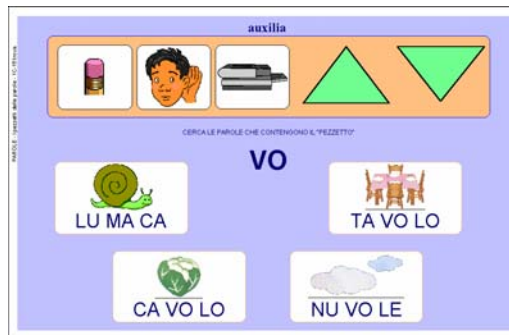 auxilia
CERCA LE PAROLE CHE CONTENGONO IL "PEZZETTO"
VO
LU MA CA
TA VO LO
CA VO LO
NU VO LE